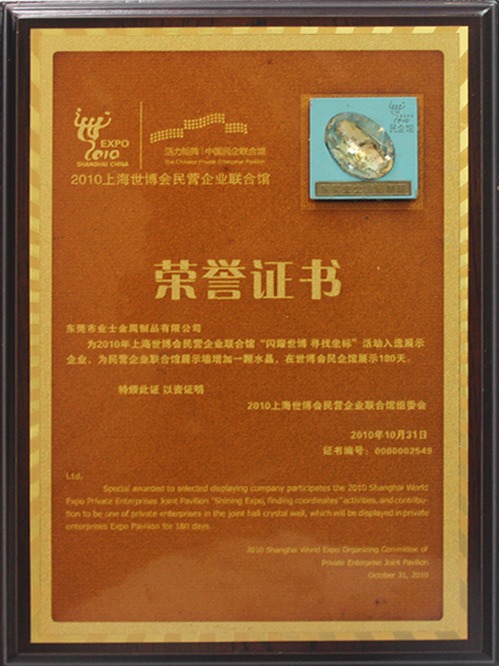 EXPO
2010
SHANGHAI CHINA
活力矩阵 中国民企联合馆
The Chinese Private Enterprise Pavilion
2010上海世博会民营企业联合馆
EXPO
2010
民企馆
荣誉证书
东莞市业士金属制品有限公司
为2010年上海世博会民营企业联合馆“闪耀世博 寻找坐标”活动入选展示
企业，为民营企业联合馆展示墙增加一颗水晶，在世博会民企馆展示180天。
特颁此证 以资证明
2010上海世博会民营企业联合馆组委会
2010年10月31日
证书编号：0000002549
Ltd.
Special awarded to selected displaying company participates the 2010 Shanghai World
Expo Private Enterprises Joint Pavilion "Shining Expo, finding coordinates" activities, and contribu-
tion to be one of private enterprises in the joint hall crystal well, which will be displayed in private
enterprises Expo Pavilion for 180 days.
2010 Shanghai World Expo Organizing Committee of
Private Enterprise Joint Pavilion
October 31, 2010